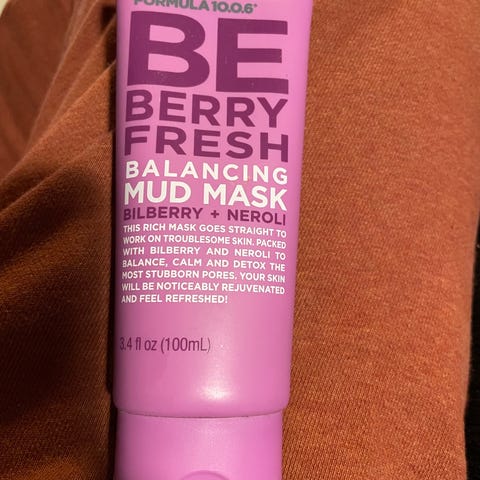 FORMULA 10.0.6
BE
BERRY
FRESH
BALANCING
MUD MASK
BILBERRY + NEROLI
THIS RICH MASK GOES STRAIGHT TO
WORK ON TROUBLESOME SKIN. PACKED
WITH BILBERRY AND NEROLI TO
BALANCE, CALM AND DETOX THE
MOST STUBBORN PORES. YOUR SKIN
WILL BE NOTICEABLY REJUVENATED
AND FEEL REFRESHED!
3.4 fl oz (100mL)